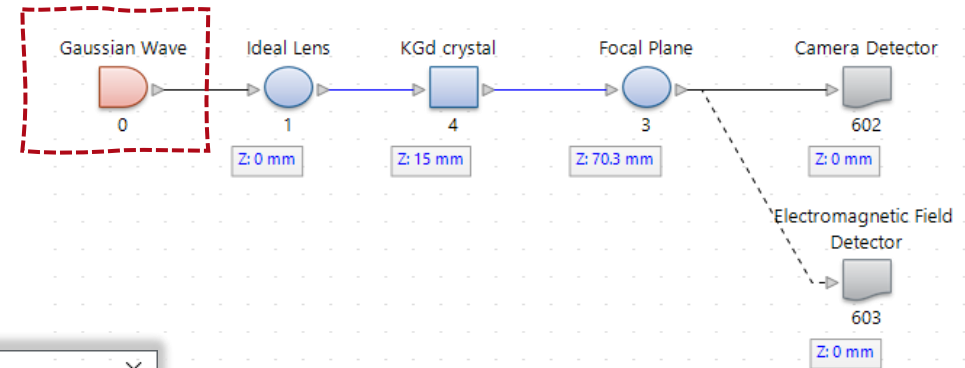 Gaussian Wave
Ideal Lens
KGd crystal
Focal Plane
Camera Detector
0
1
4
3
602
Z: 0 mm
Z: 15 mm
Z: 70.3 mm
Z: 0 mm
Electromagnetic Field
Detector
603
Z: 0 mm